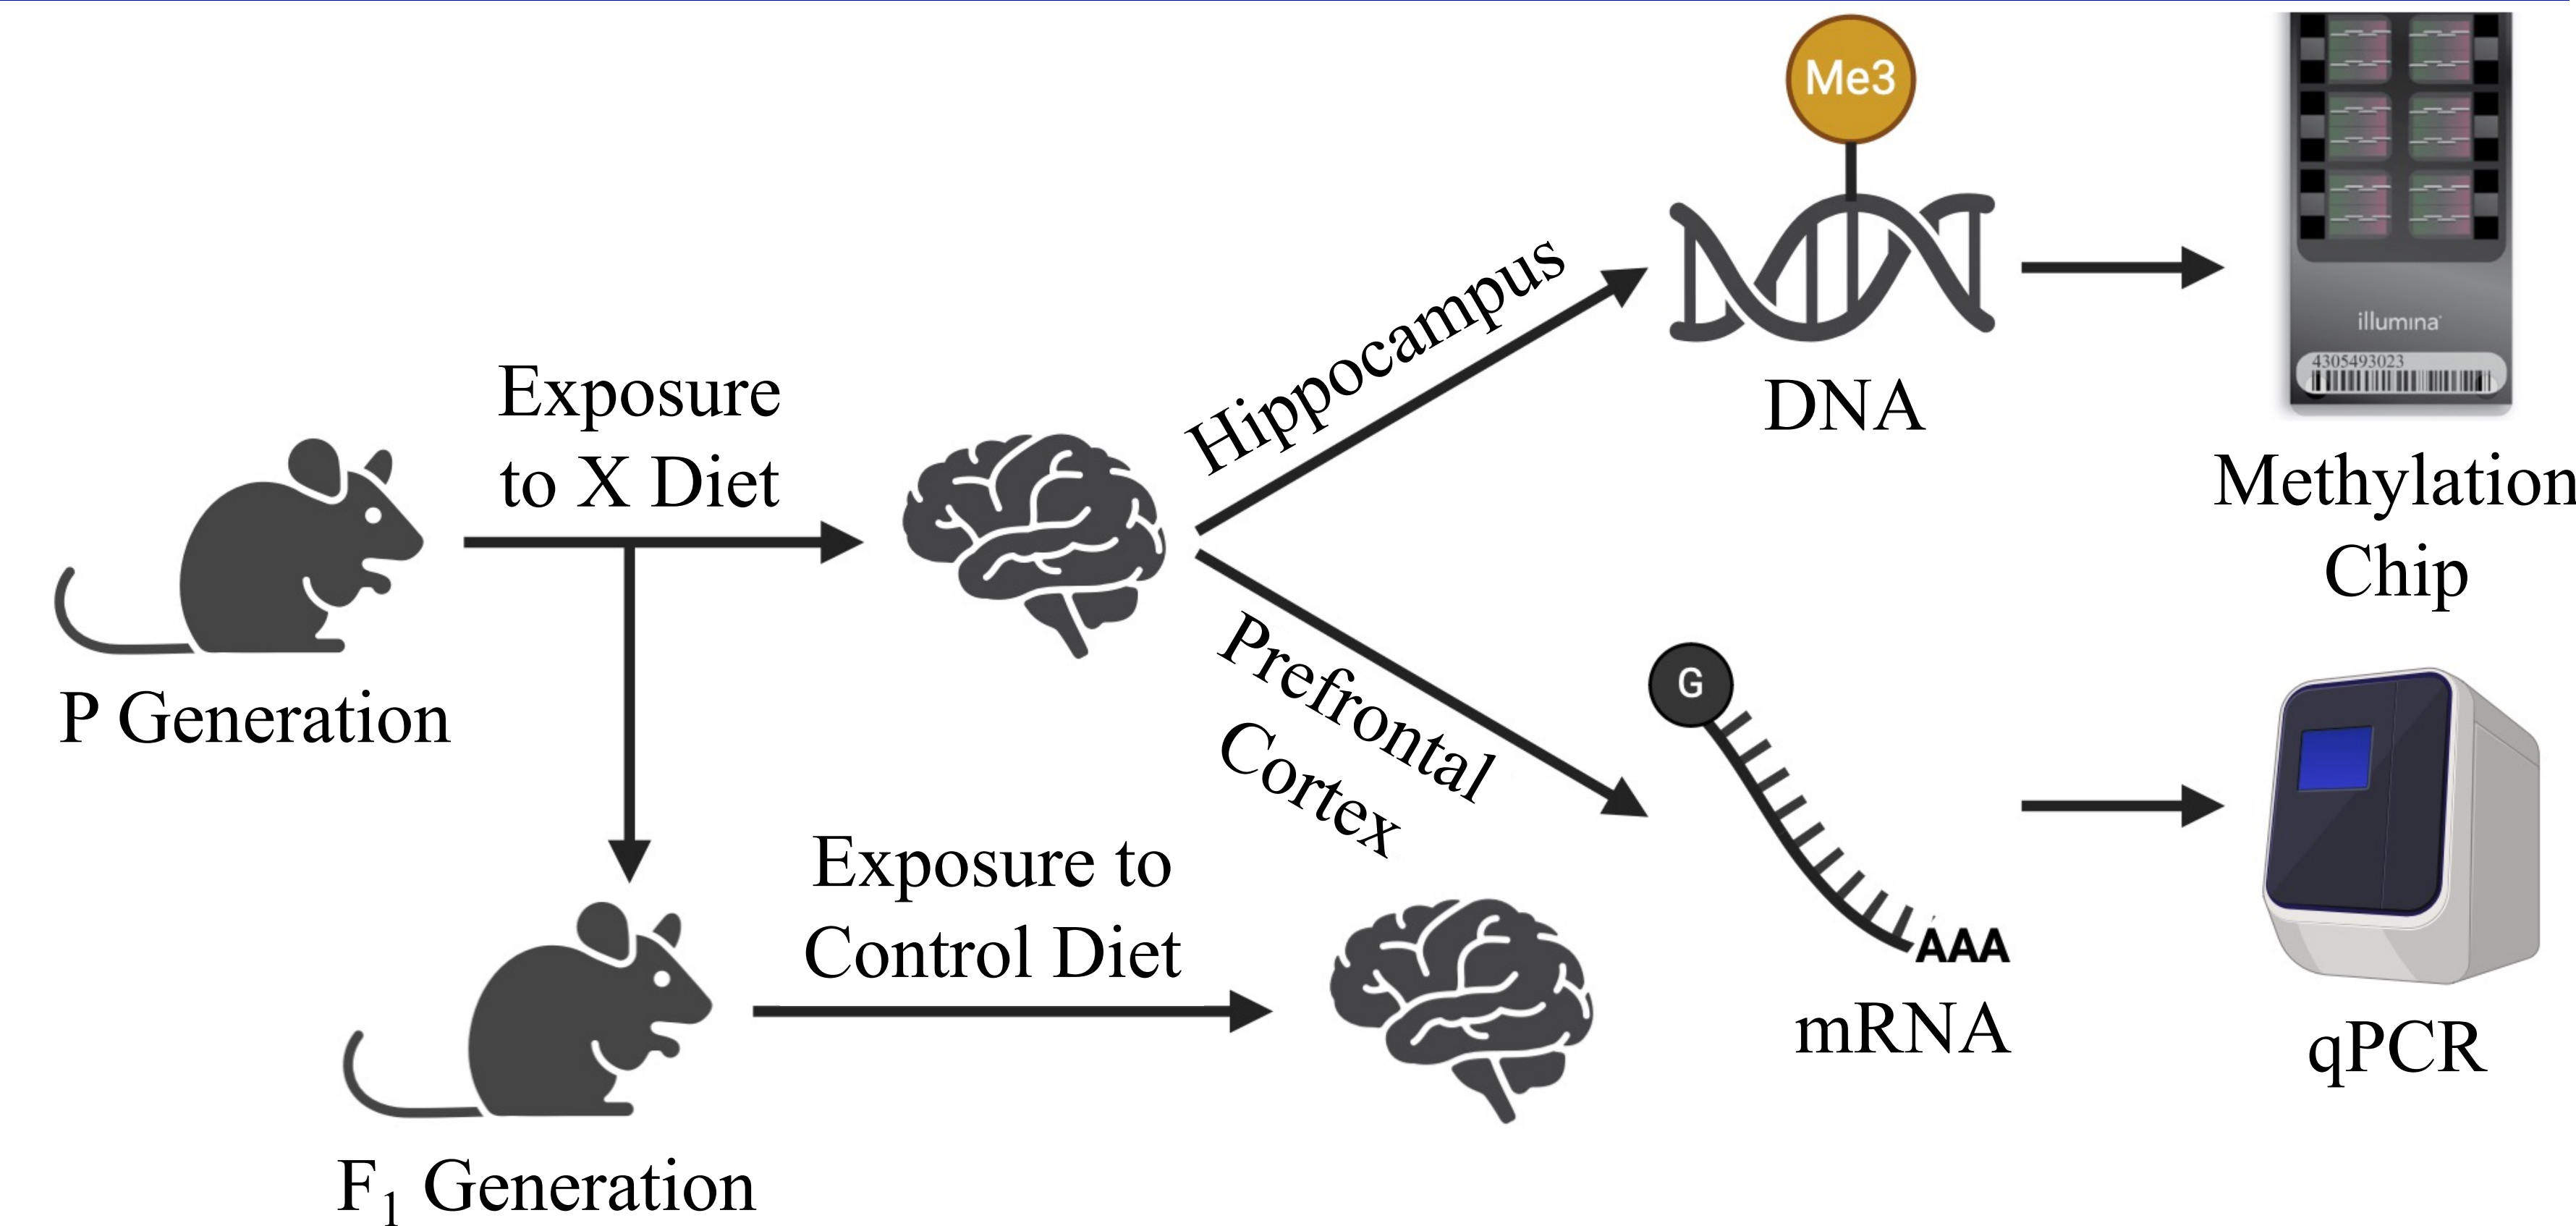 Me3
illumina
4305493023
Hippocampus
DNA
Exposure
to X Diet
Methylation
Chip
P Generation
Prefrontal
Cortex
G
Exposure to
Control Diet
AAA
mRNA
qPCR
F₁ Generation